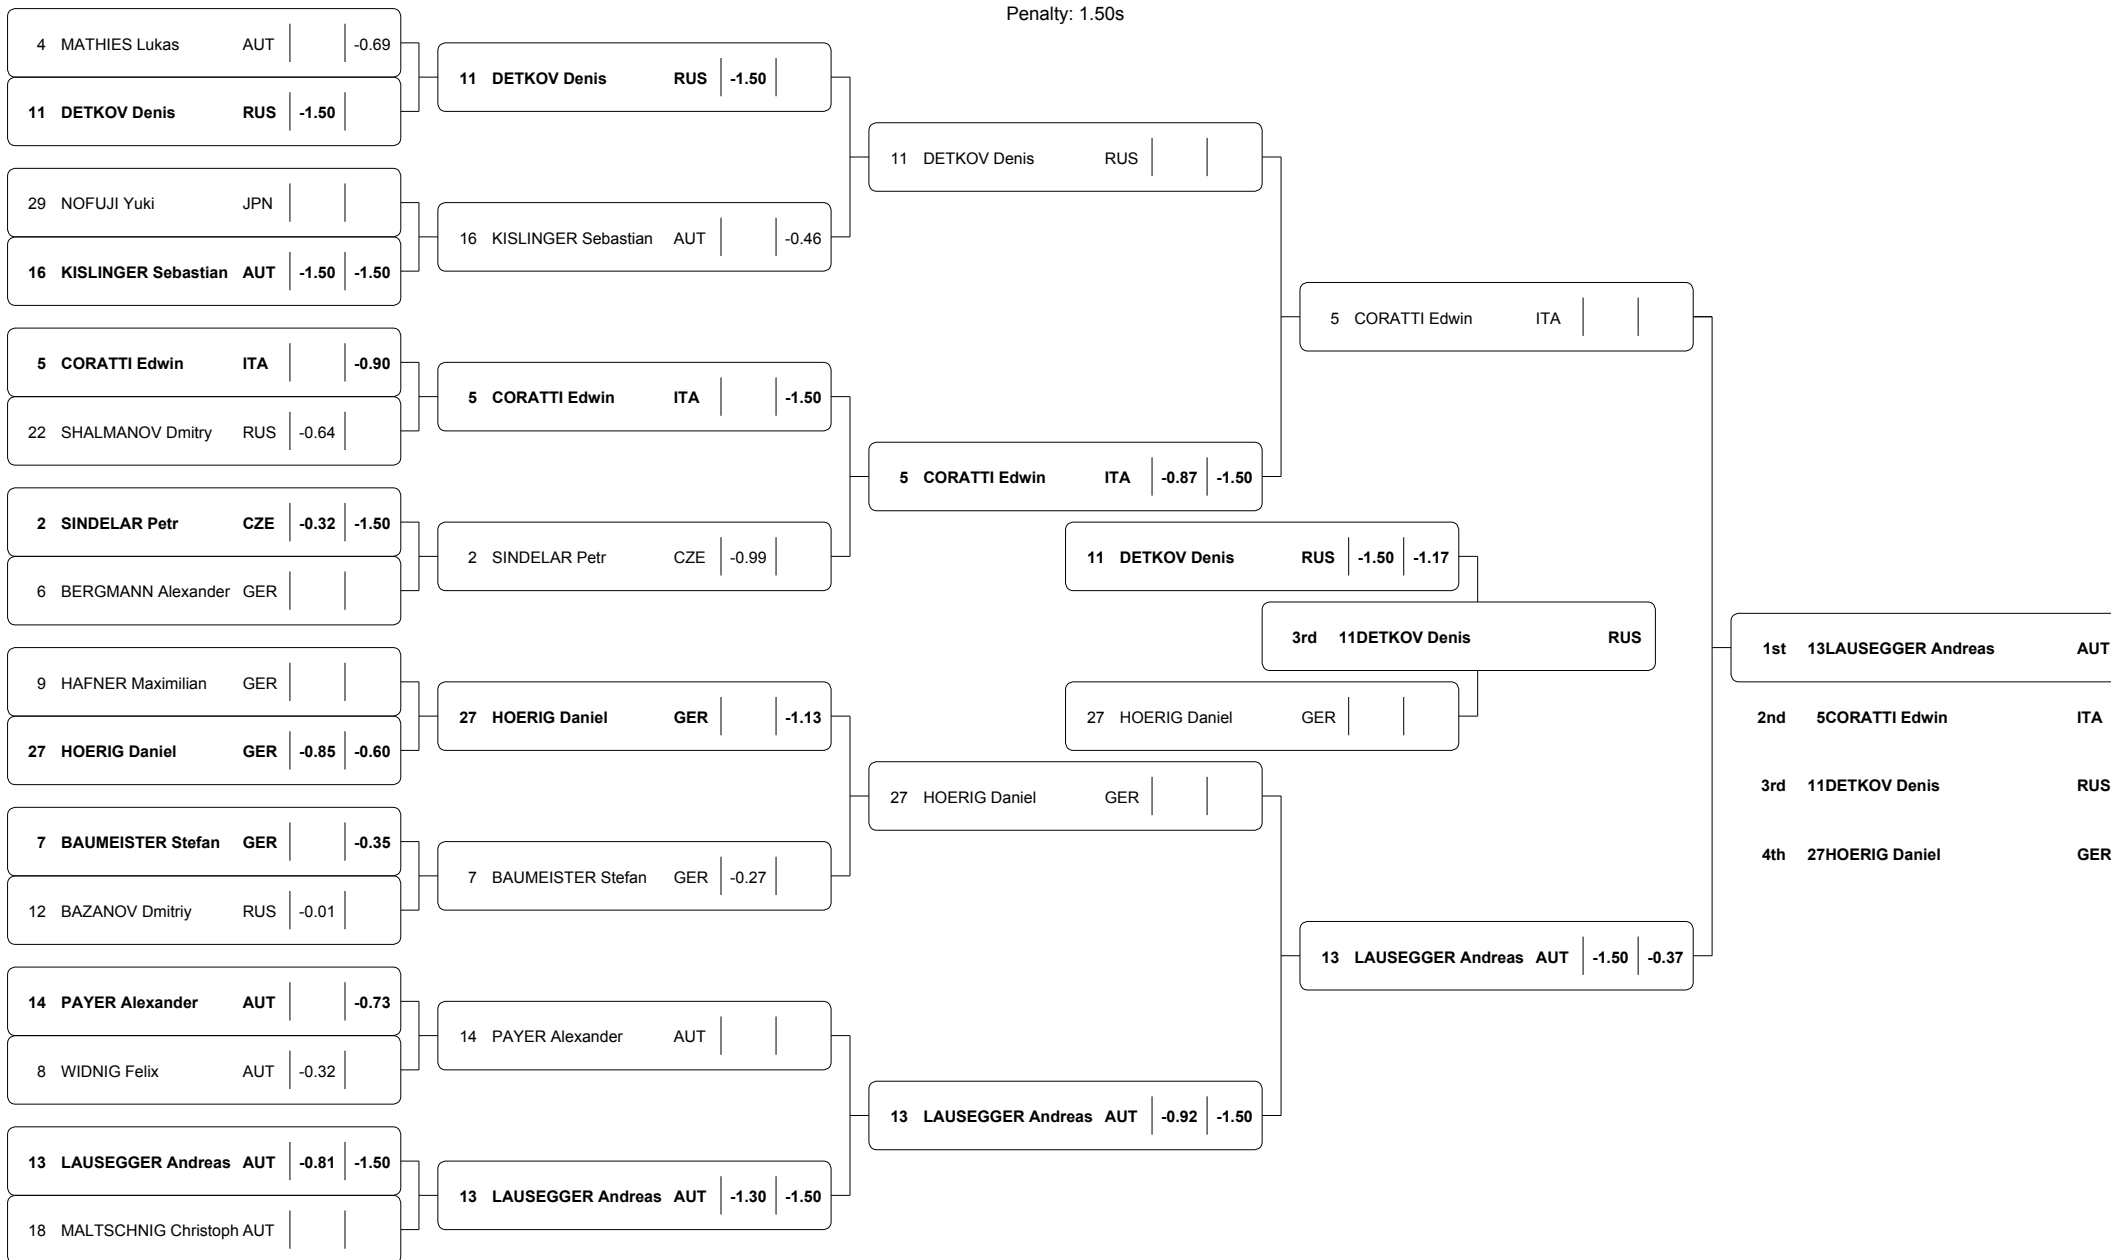 Penalty: 1.50s
4 MATHIES Lukas AUT -0.69
11 DETKOV Denis RUS -1.50
29 NOFUJI Yuki JPN
16 KISLINGER Sebastian AUT -1.50 -1.50
5 CORATTI Edwin ITA -0.90
22 SHALMANOV Dmitry RUS -0.64
2 SINDELAR Petr CZE -0.32 -1.50
6 BERGMANN Alexander GER
9 HAFNER Maximilian GER
27 HOERIG Daniel GER -0.85 -0.60
7 BAUMEISTER Stefan GER -0.35
12 BAZANOV Dmitriy RUS -0.01
14 PAYER Alexander AUT -0.73
8 WIDNIG Felix AUT -0.32
13 LAUSEGGER Andreas AUT -0.81 -1.50
18 MALTSCHNIG Christoph AUT
11 DETKOV Denis RUS -1.50
16 KISLINGER Sebastian AUT -0.46
5 CORATTI Edwin ITA -1.50
2 SINDELAR Petr CZE -0.99
27 HOERIG Daniel GER -1.13
7 BAUMEISTER Stefan GER -0.27
14 PAYER Alexander AUT
13 LAUSEGGER Andreas AUT -1.30 -1.50
11 DETKOV Denis RUS
5 CORATTI Edwin ITA -0.87 -1.50
27 HOERIG Daniel GER
13 LAUSEGGER Andreas AUT -0.92 -1.50
11 DETKOV Denis RUS -1.50 -1.17
3rd 11DETKOV Denis RUS
27 HOERIG Daniel GER
5 CORATTI Edwin ITA
13 LAUSEGGER Andreas AUT -1.50 -0.37
1st 13LAUSEGGER Andreas AUT
2nd 5CORATTI Edwin ITA
3rd 11DETKOV Denis RUS
4th 27HOERIG Daniel GER